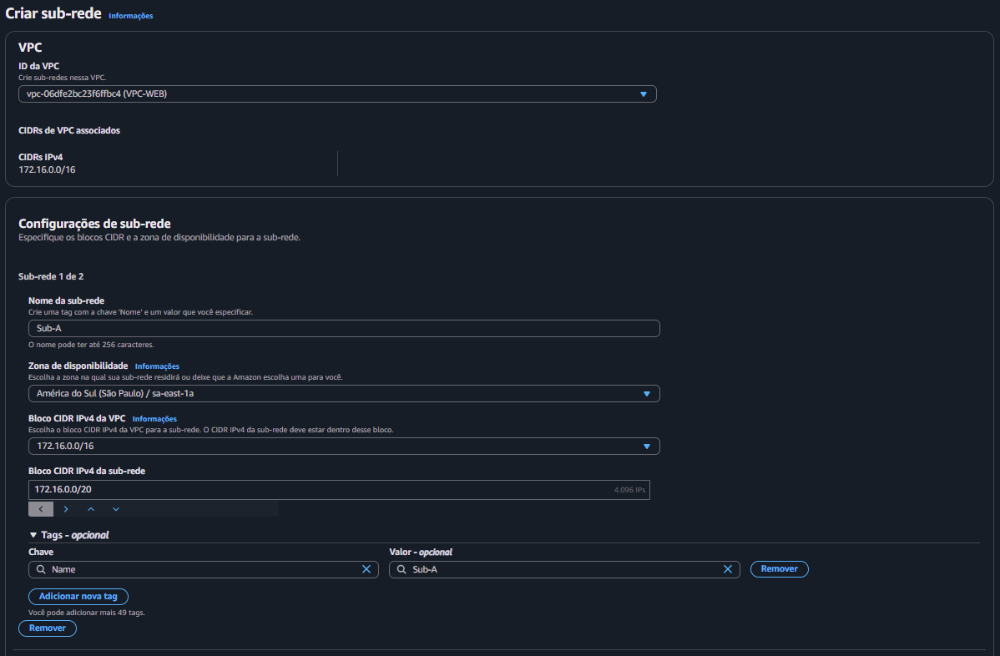 Criar sub-rede Informações
VPC
ID da VPC
Crie sub-redes nessa VPC.
vpc-06dfe2bc23f6ffbc4 (VPC-WEB)
CIDRs de VPC associados
CIDRs IPv4
172.16.0.0/16
Configurações de sub-rede
Especifique os blocos CIDR e a zona de disponibilidade para a sub-rede.
Sub-rede 1 de 2
Nome da sub-rede
Crie uma tag com a chave 'Nome' e um valor que você especificar.
Sub-A
O nome pode ter até 256 caracteres.
Zona de disponibilidade Informações
Escolha a zona na qual sua sub-rede residirá ou deixe que a Amazon escolha uma para você.
América do Sul (São Paulo) / sa-east-1a
Bloco CIDR IPv4 da VPC Informações
Escolha o bloco CIDR IPv4 da VPC para a sub-rede. O CIDR IPv4 da sub-rede deve estar dentro desse bloco.
172.16.0.0/16
Bloco CIDR IPv4 da sub-rede
172.16.0.0/20 4.096 IPs
Tags - opcional
Chave Valor - opcional
Name Sub-A Remover
Adicionar nova tag
Você pode adicionar mais 49 tags.
Remover